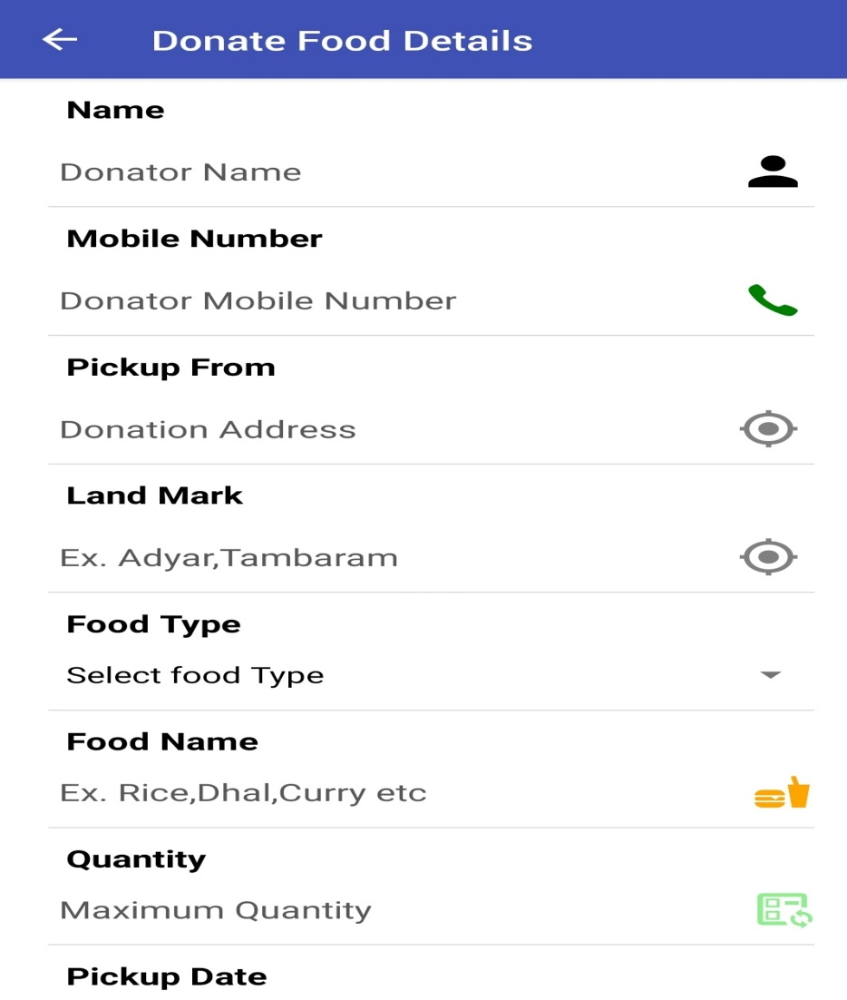 Donate Food Details
Name
Donator Name
Mobile Number
Donator Mobile Number
Pickup From
Donation Address
Land Mark
Ex. Adyar,Tambaram
Food Type
Select food Type
Food Name
Ex. Rice,Dhal,Curry etc
Quantity
Maximum Quantity
Pickup Date